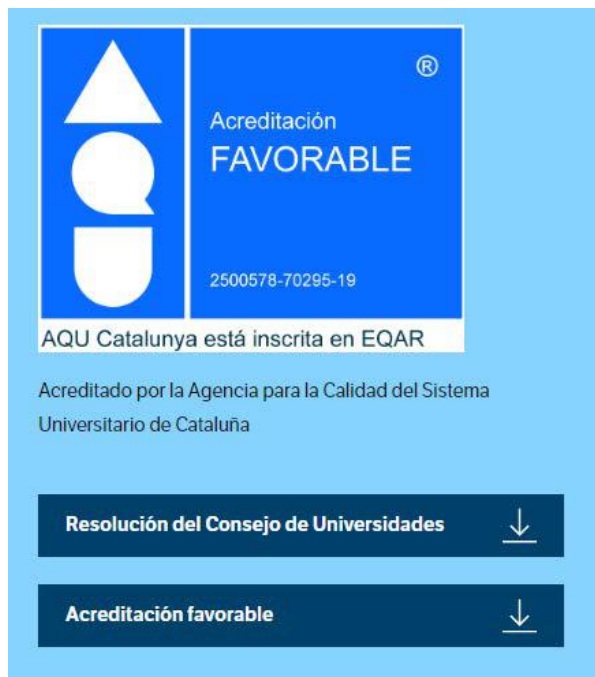 ®
Acreditación
FAVORABLE
2500578-70295-19
AQU Catalunya está inscrita en EQAR
Acreditado por la Agencia para la Calidad del Sistema
Universitario de Cataluña
Resolución del Consejo de Universidades
Acreditación favorable